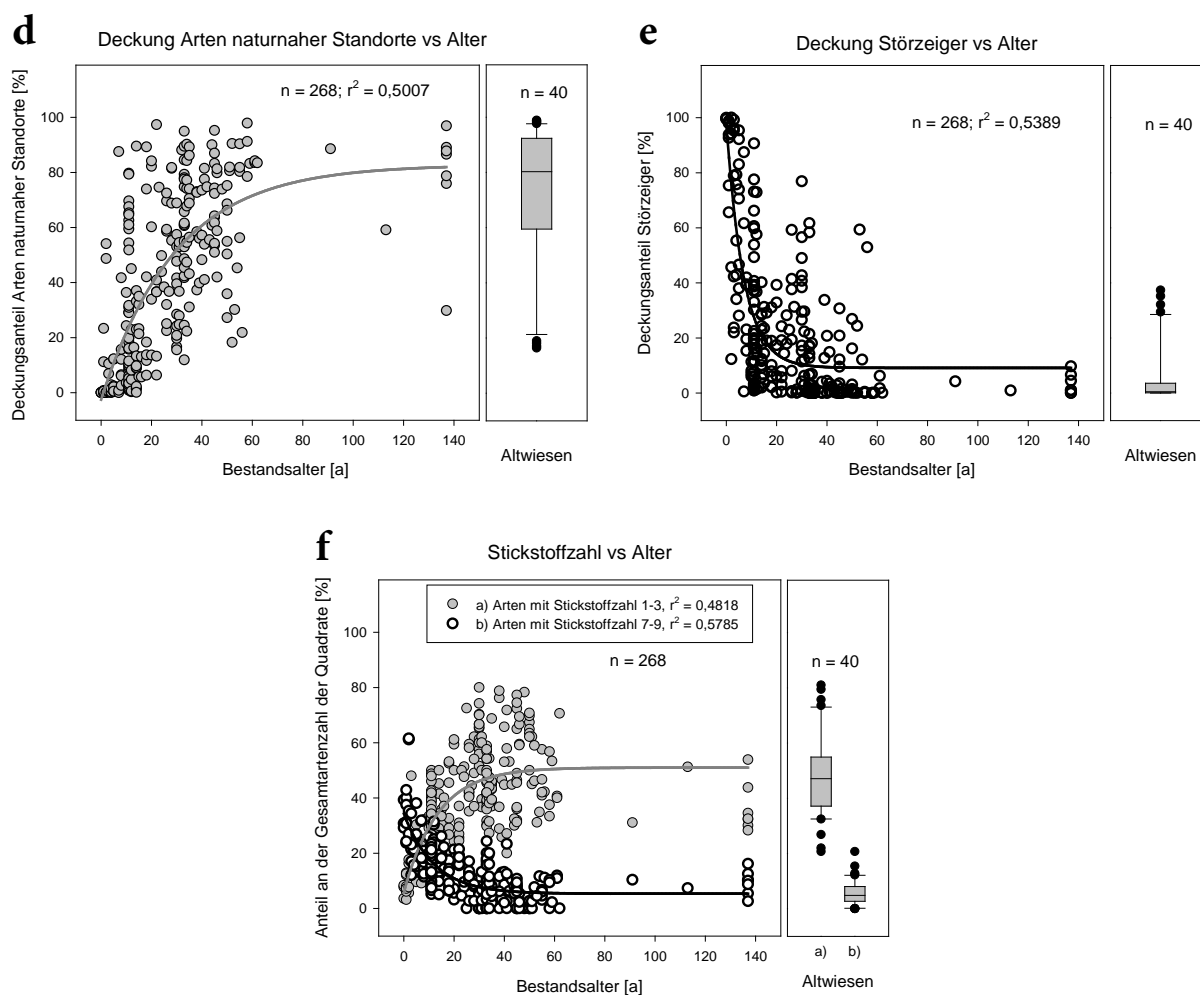 d
Deckung Arten naturnaher Standorte vs Alter
Deckungsanteil Arten naturnaher Standorte [%]
n = 268; r² = 0,5007
n = 40
100
80
60
40
20
0
0 20 40 60 80 100 120 140
Bestandsalter [a]
Altwiesen
e
Deckung Störzeiger vs Alter
Deckungsanteil Störzeiger [%]
n = 268; r² = 0,5389
n = 40
100
80
60
40
20
0
0 20 40 60 80 100 120 140
Bestandsalter [a]
Altwiesen
f
Stickstoffzahl vs Alter
Anteil an der Gesamtartenzahl der Quadrate [%]
a) Arten mit Stickstoffzahl 1-3, r² = 0,4818
b) Arten mit Stickstoffzahl 7-9, r² = 0,5785
n = 268
n = 40
100
80
60
40
20
0
0 20 40 60 80 100 120 140
a) b)
Bestandsalter [a]
Altwiesen